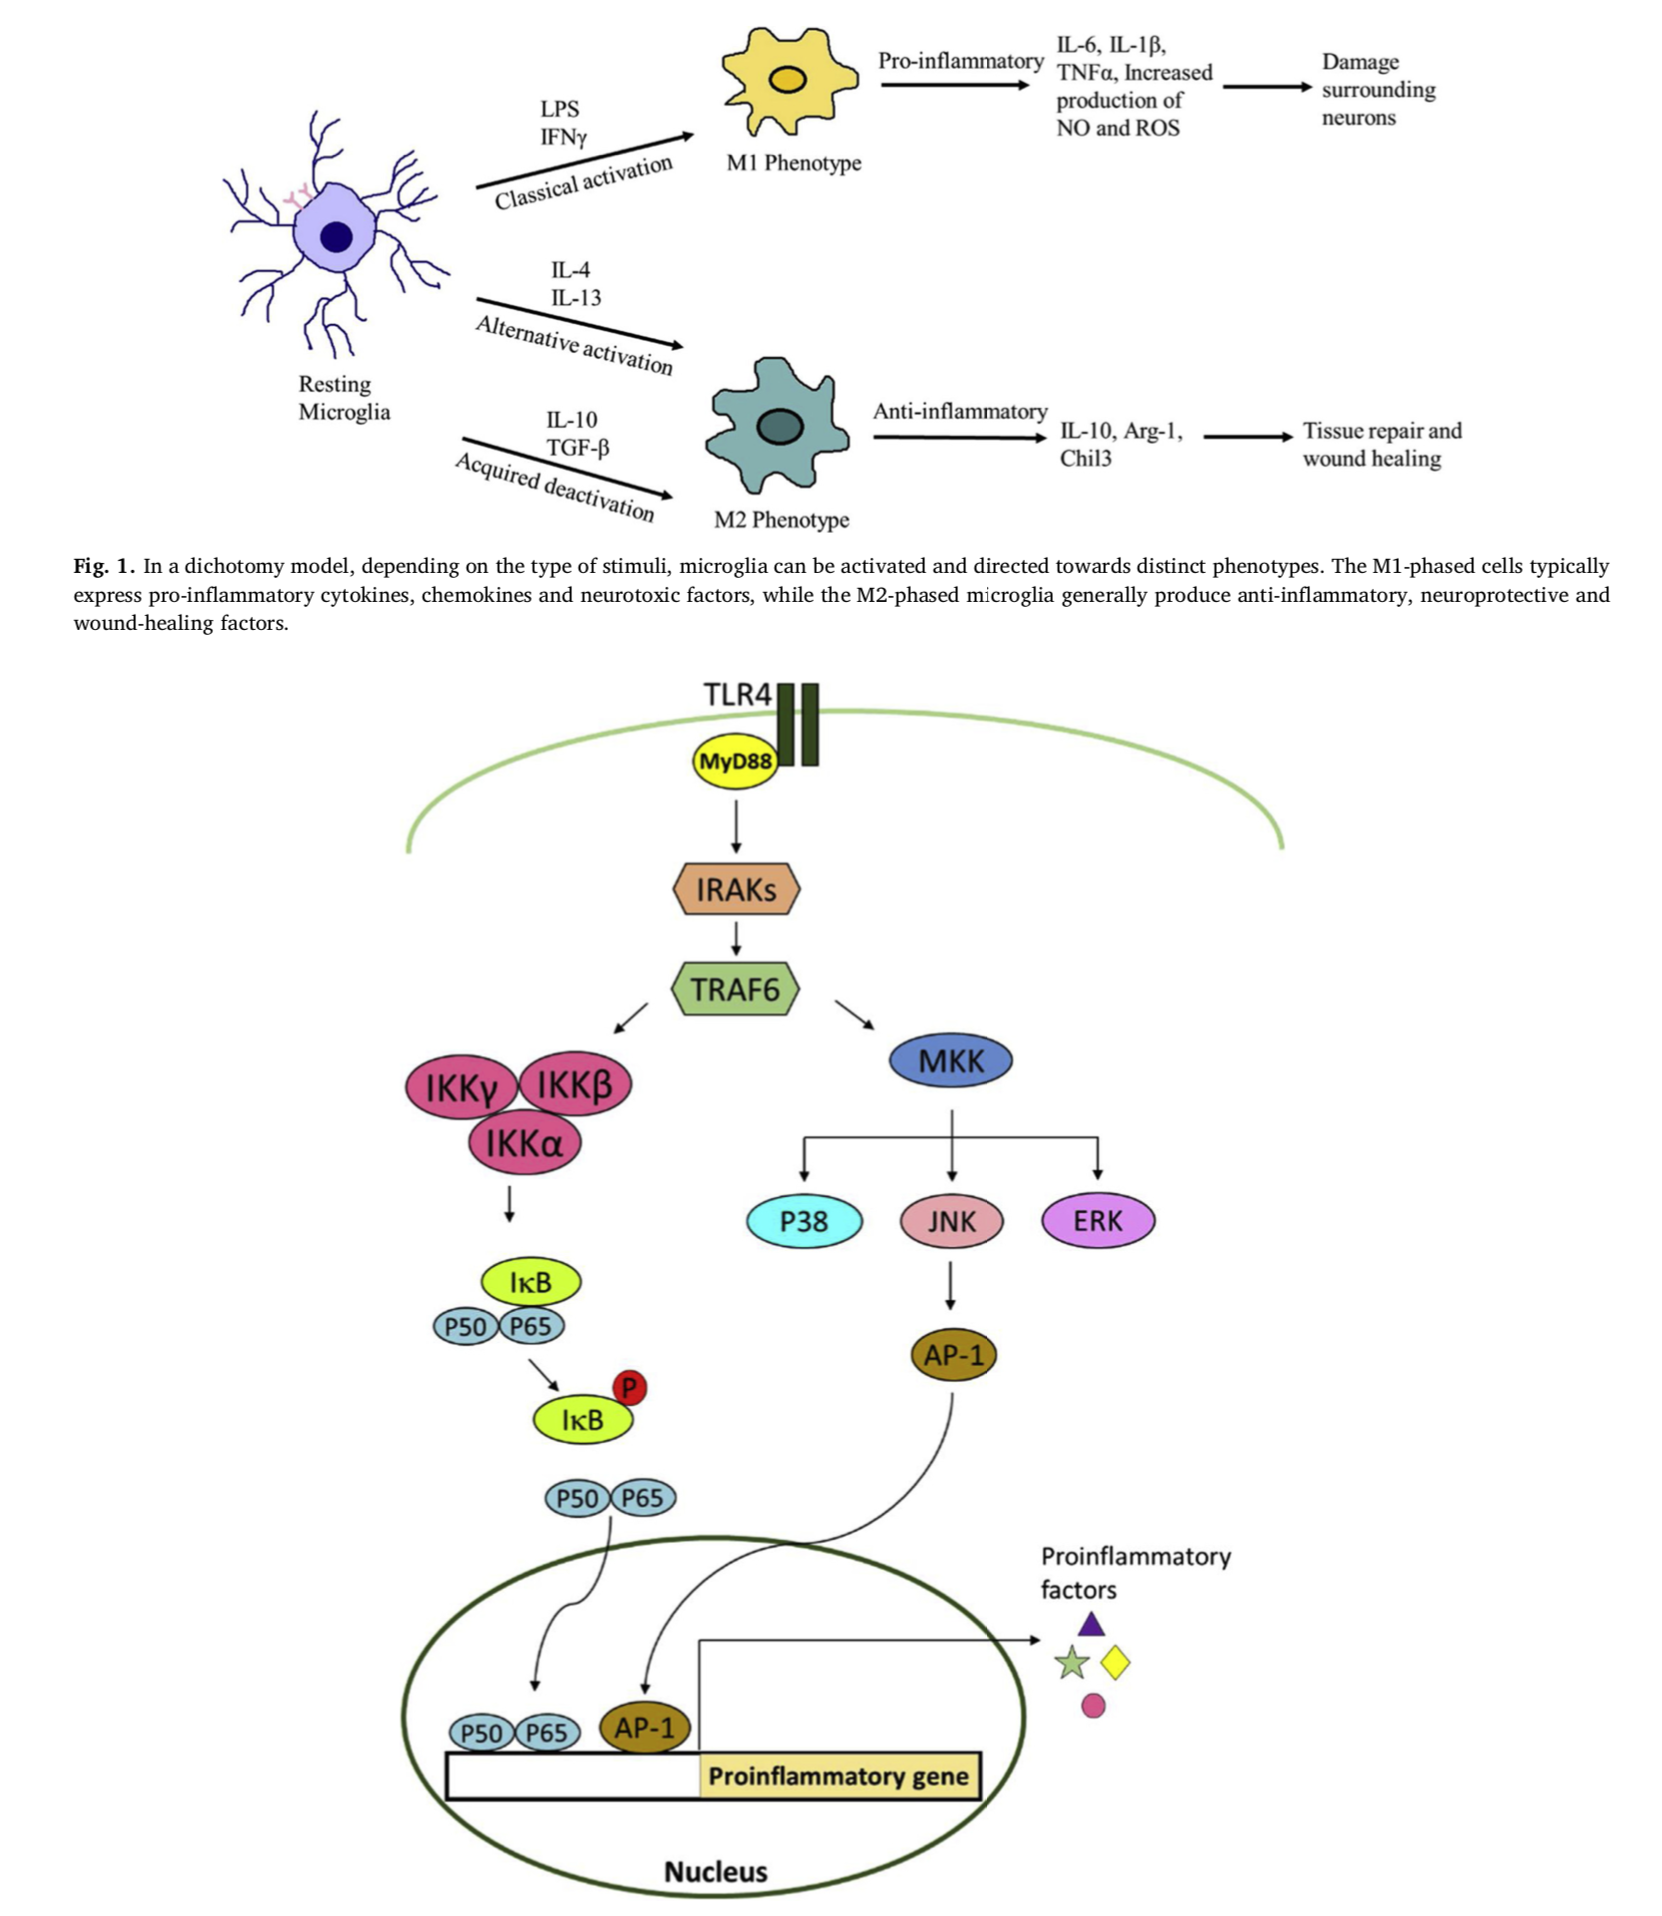 LPS
IFNγ
Classical activation
M1 Phenotype
Pro-inflammatory
IL-6, IL-1β,
TNFα, Increased
production of
NO and ROS
Damage
surrounding
neurons
IL-4
IL-13
Alternative activation
Resting
Microglia
IL-10
TGF-β
Acquired deactivation
M2 Phenotype
Anti-inflammatory
IL-10, Arg-1,
Chil3
Tissue repair and
wound healing
Fig. 1. In a dichotomy model, depending on the type of stimuli, microglia can be activated and directed towards distinct phenotypes. The M1-phased cells typically
express pro-inflammatory cytokines, chemokines and neurotoxic factors, while the M2-phased microglia generally produce anti-inflammatory, neuroprotective and
wound-healing factors.
TLR4
MyD88
IRAKs
TRAF6
IKKγ IKKβ
IKKα
MKK
P38 JNK ERK
IκB
P50 P65
AP-1
P
IκB
P50 P65
Proinflammatory
factors
P50 P65 AP-1
Proinflammatory gene
Nucleus